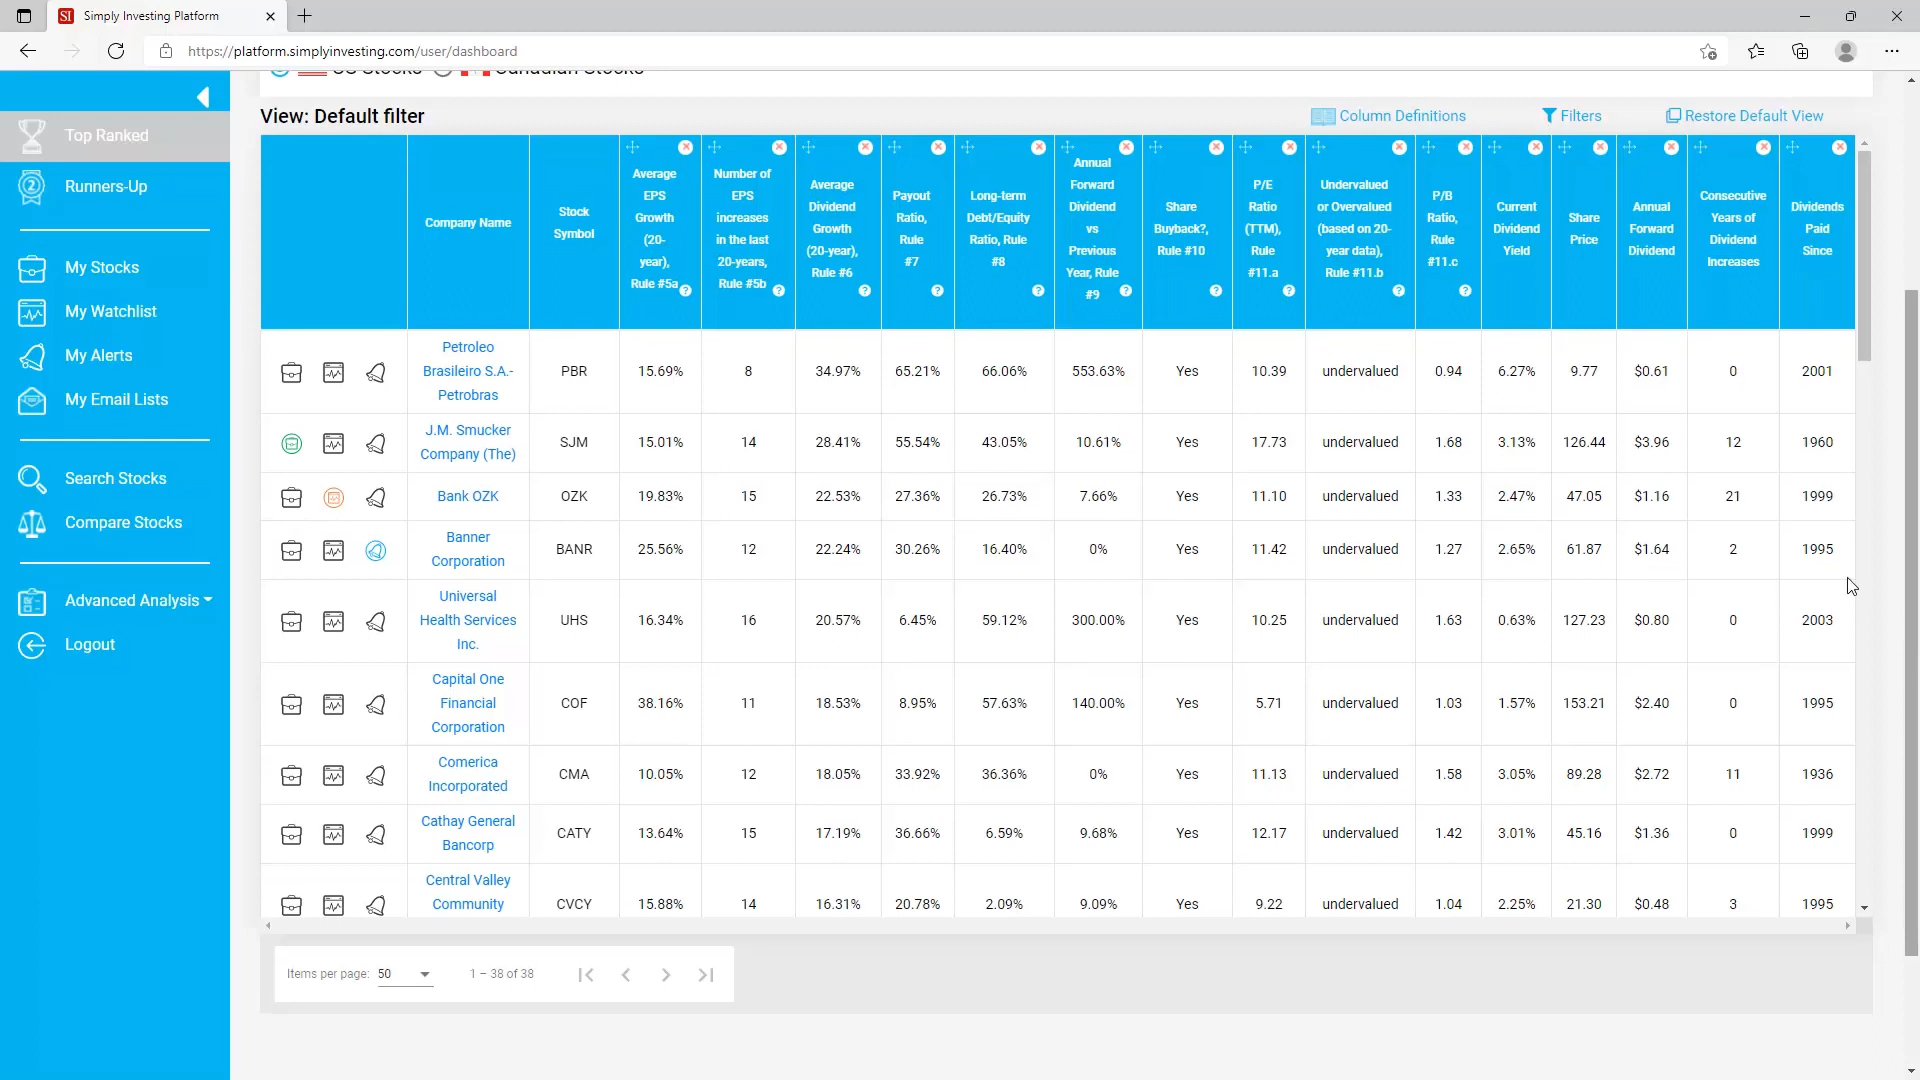 Simply Investing Platform
https://platform.simplyinvesting.com/user/dashboard
US Stocks Canadian Stocks
View: Default filter Column Definitions Filters Restore Default View
Top Ranked
Runners-Up
My Stocks
My Watchlist
My Alerts
My Email Lists
Search Stocks
Compare Stocks
Advanced Analysis
Logout
Company Name
Stock
Symbol
Average
EPS
Growth
(20-
year),
Rule #5a
Number of
EPS
increases
in the last
20-years,
Rule #5b
Average
Dividend
Growth
(20-year),
Rule #6
Payout
Ratio,
Rule
#7
Long-term
Debt/Equity
Ratio, Rule
#8
Annual
Forward
Dividend
vs
Previous
Year, Rule
#9
Share
Buyback?,
Rule #10
P/E
Ratio
(TTM),
Rule
#11.a
Undervalued
or Overvalued
(based on 20-
year data),
Rule #11.b
P/B
Ratio,
Rule
#11.c
Current
Dividend
Yield
Share
Price
Annual
Forward
Dividend
Consecutive
Years of
Dividend
Increases
Dividends
Paid
Since
Petroleo
Brasileiro S.A.-
Petrobras
PBR 15.69% 8 34.97% 65.21% 66.06% 553.63% Yes 10.39 undervalued 0.94 6.27% 9.77 $0.61 0 2001
J.M. Smucker
Company (The)
SJM 15.01% 14 28.41% 55.54% 43.05% 10.61% Yes 17.73 undervalued 1.68 3.13% 126.44 $3.96 12 1960
Bank OZK OZK 19.83% 15 22.53% 27.36% 26.73% 7.66% Yes 11.10 undervalued 1.33 2.47% 47.05 $1.16 21 1999
Banner
Corporation
BANR 25.56% 12 22.24% 30.26% 16.40% 0% Yes 11.42 undervalued 1.27 2.65% 61.87 $1.64 2 1995
Universal
Health Services
Inc.
UHS 16.34% 16 20.57% 6.45% 59.12% 300.00% Yes 10.25 undervalued 1.63 0.63% 127.23 $0.80 0 2003
Capital One
Financial
Corporation
COF 38.16% 11 18.53% 8.95% 57.63% 140.00% Yes 5.71 undervalued 1.03 1.57% 153.21 $2.40 0 1995
Comerica
Incorporated
CMA 10.05% 12 18.05% 33.92% 36.36% 0% Yes 11.13 undervalued 1.58 3.05% 89.28 $2.72 11 1936
Cathay General
Bancorp
CATY 13.64% 15 17.19% 36.66% 6.59% 9.68% Yes 12.17 undervalued 1.42 3.01% 45.16 $1.36 0 1999
Central Valley
Community
CVCY 15.88% 14 16.31% 20.78% 2.09% 9.09% Yes 9.22 undervalued 1.04 2.25% 21.30 $0.48 3 1995
Items per page: 50 1 – 38 of 38